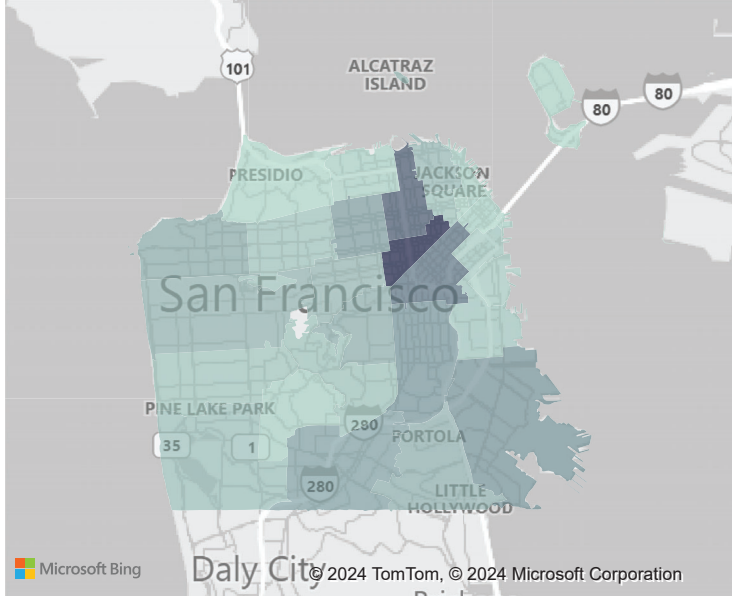 ALCATRAZ
ISLAND
101
80
80
PRESIDIO
JACKSON
SQUARE
San Francisco
PINE LAKE PARK
280
35
1
PORTOLA
280
LITTLE
HOLLYWOOD
Microsoft Bing
Daly City
© 2024 TomTom, © 2024 Microsoft Corporation